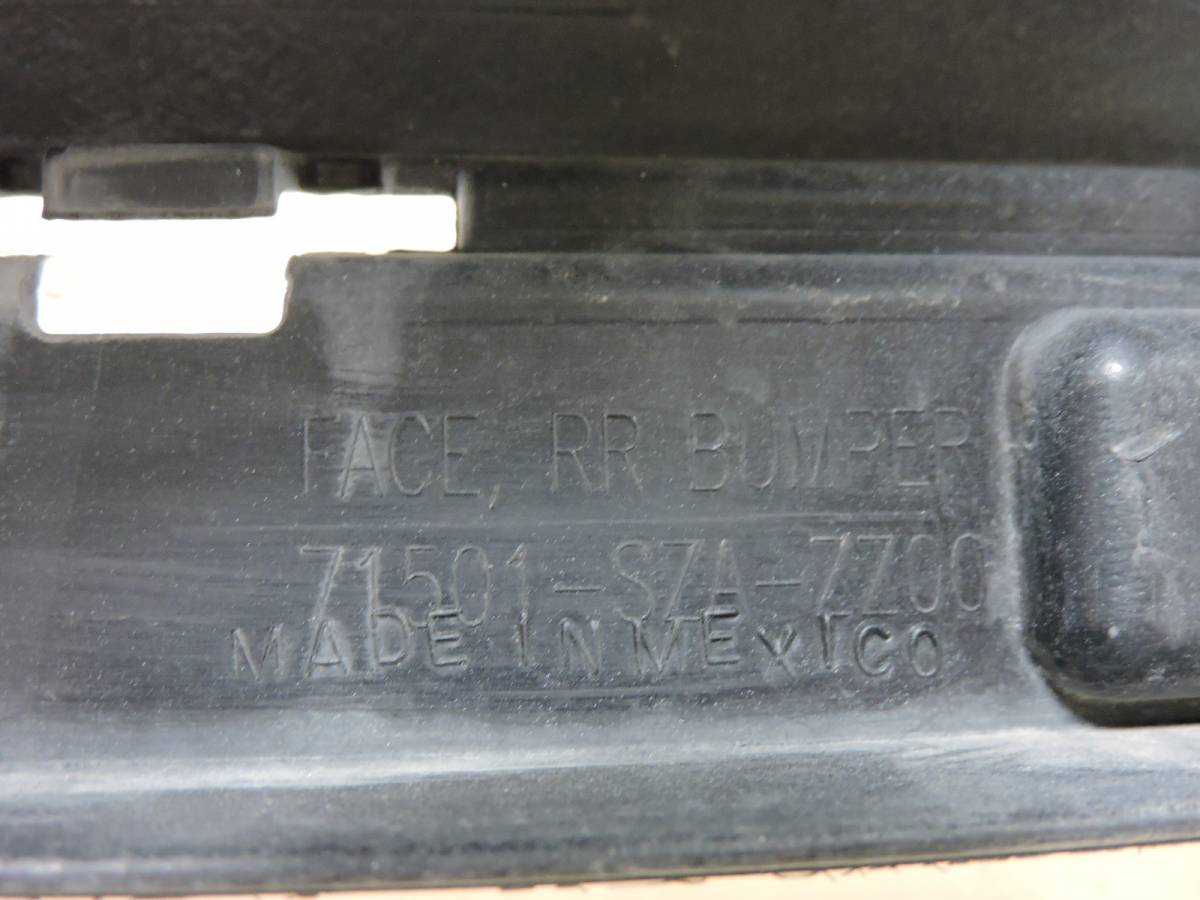 FACE, RR BUMPER
71501-SZA-ZZ00
MADE IN MEXICO